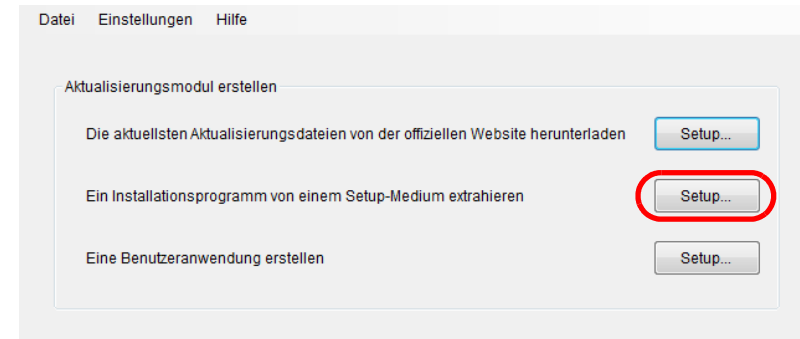 Datei Einstellungen Hilfe
Aktualisierungsmodul erstellen
Die aktuellsten Aktualisierungsdateien von der offiziellen Website herunterladen Setup...
Ein Installationsprogramm von einem Setup-Medium extrahieren Setup...
Eine Benutzeranwendung erstellen Setup...